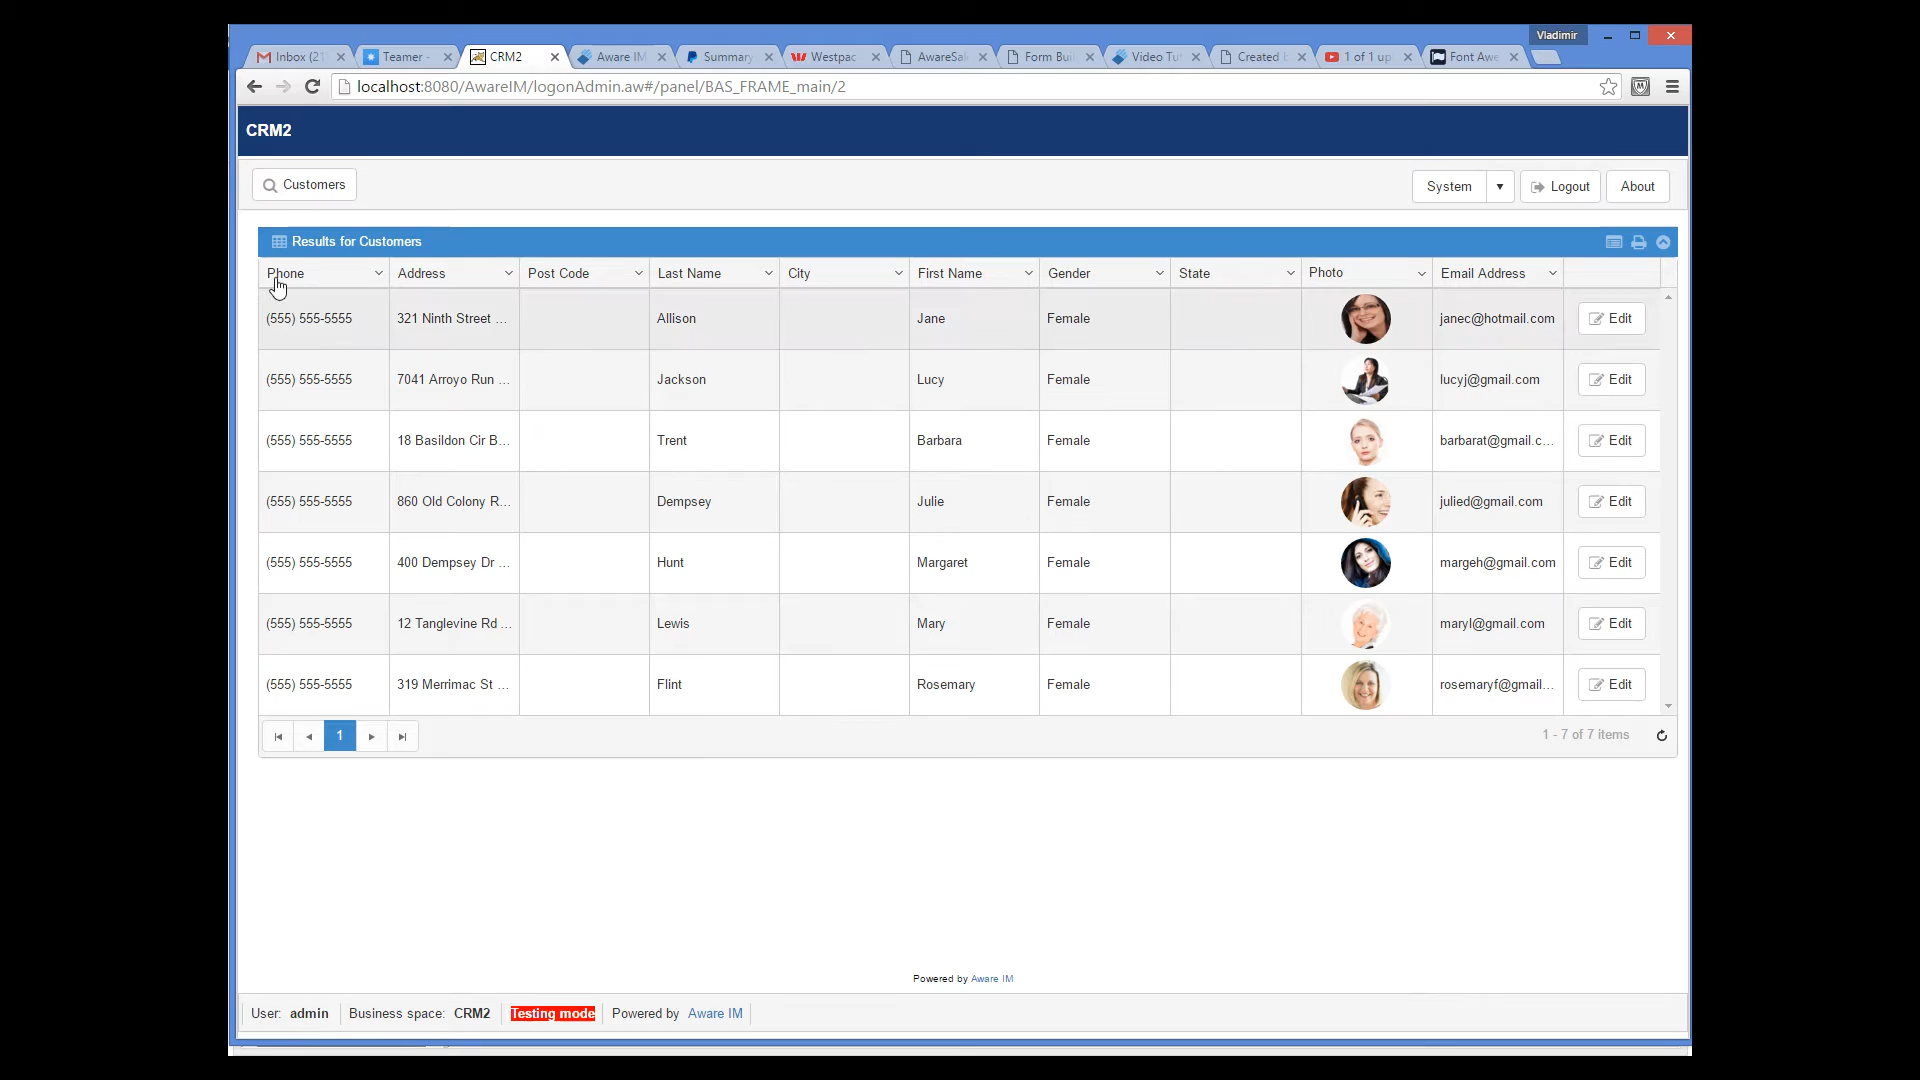 Vladimir
Inbox (21
Teamer -
CRM2
Aware IM
Summary
Westpac
AwareSal
Form Buil
Video Tut
Created b
1 of 1 up
Font Awe
localhost:8080/AwareIM/logonAdmin.aw#/panel/BAS_FRAME_main/2
CRM2
Customers
System
Logout
About
Results for Customers
Phone Address Post Code Last Name City First Name Gender State Photo Email Address
(555) 555-5555 321 Ninth Street ... Allison Jane Female janec@hotmail.com Edit
(555) 555-5555 7041 Arroyo Run ... Jackson Lucy Female lucyj@gmail.com Edit
(555) 555-5555 18 Basildon Cir B... Trent Barbara Female barbarat@gmail.c... Edit
(555) 555-5555 860 Old Colony R... Dempsey Julie Female julied@gmail.com Edit
(555) 555-5555 400 Dempsey Dr ... Hunt Margaret Female margeh@gmail.com Edit
(555) 555-5555 12 Tanglevine Rd ... Lewis Mary Female maryl@gmail.com Edit
(555) 555-5555 319 Merrimac St ... Flint Rosemary Female rosemaryf@gmail... Edit
1
1 - 7 of 7 items
Powered by Aware IM
User: admin Business space: CRM2 Testing mode Powered by Aware IM